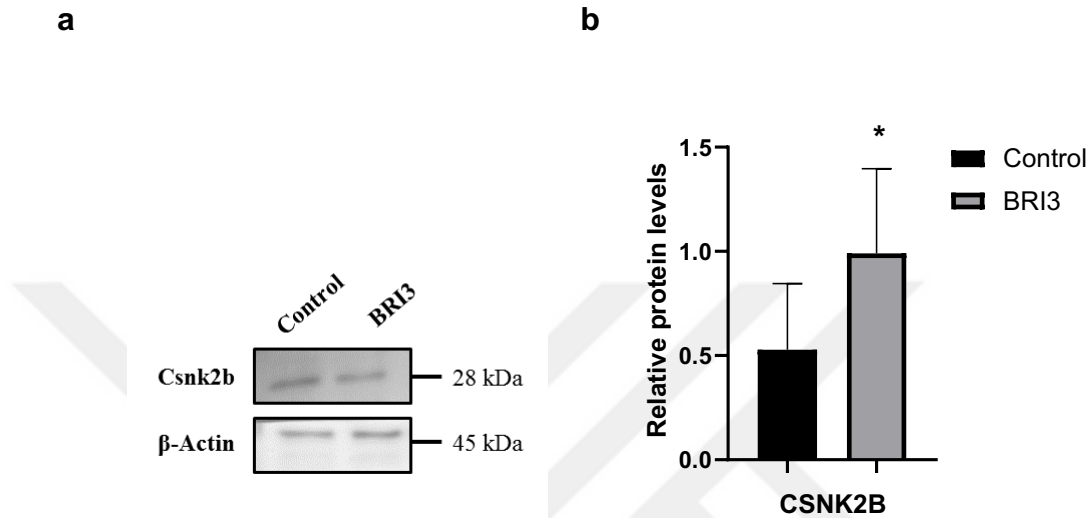 a
b
Control
BRI3
Csnk2b
28 kDa
β-Actin
45 kDa
*
1.5
1.0
0.5
0.0
Relative protein levels
CSNK2B
Control
BRI3